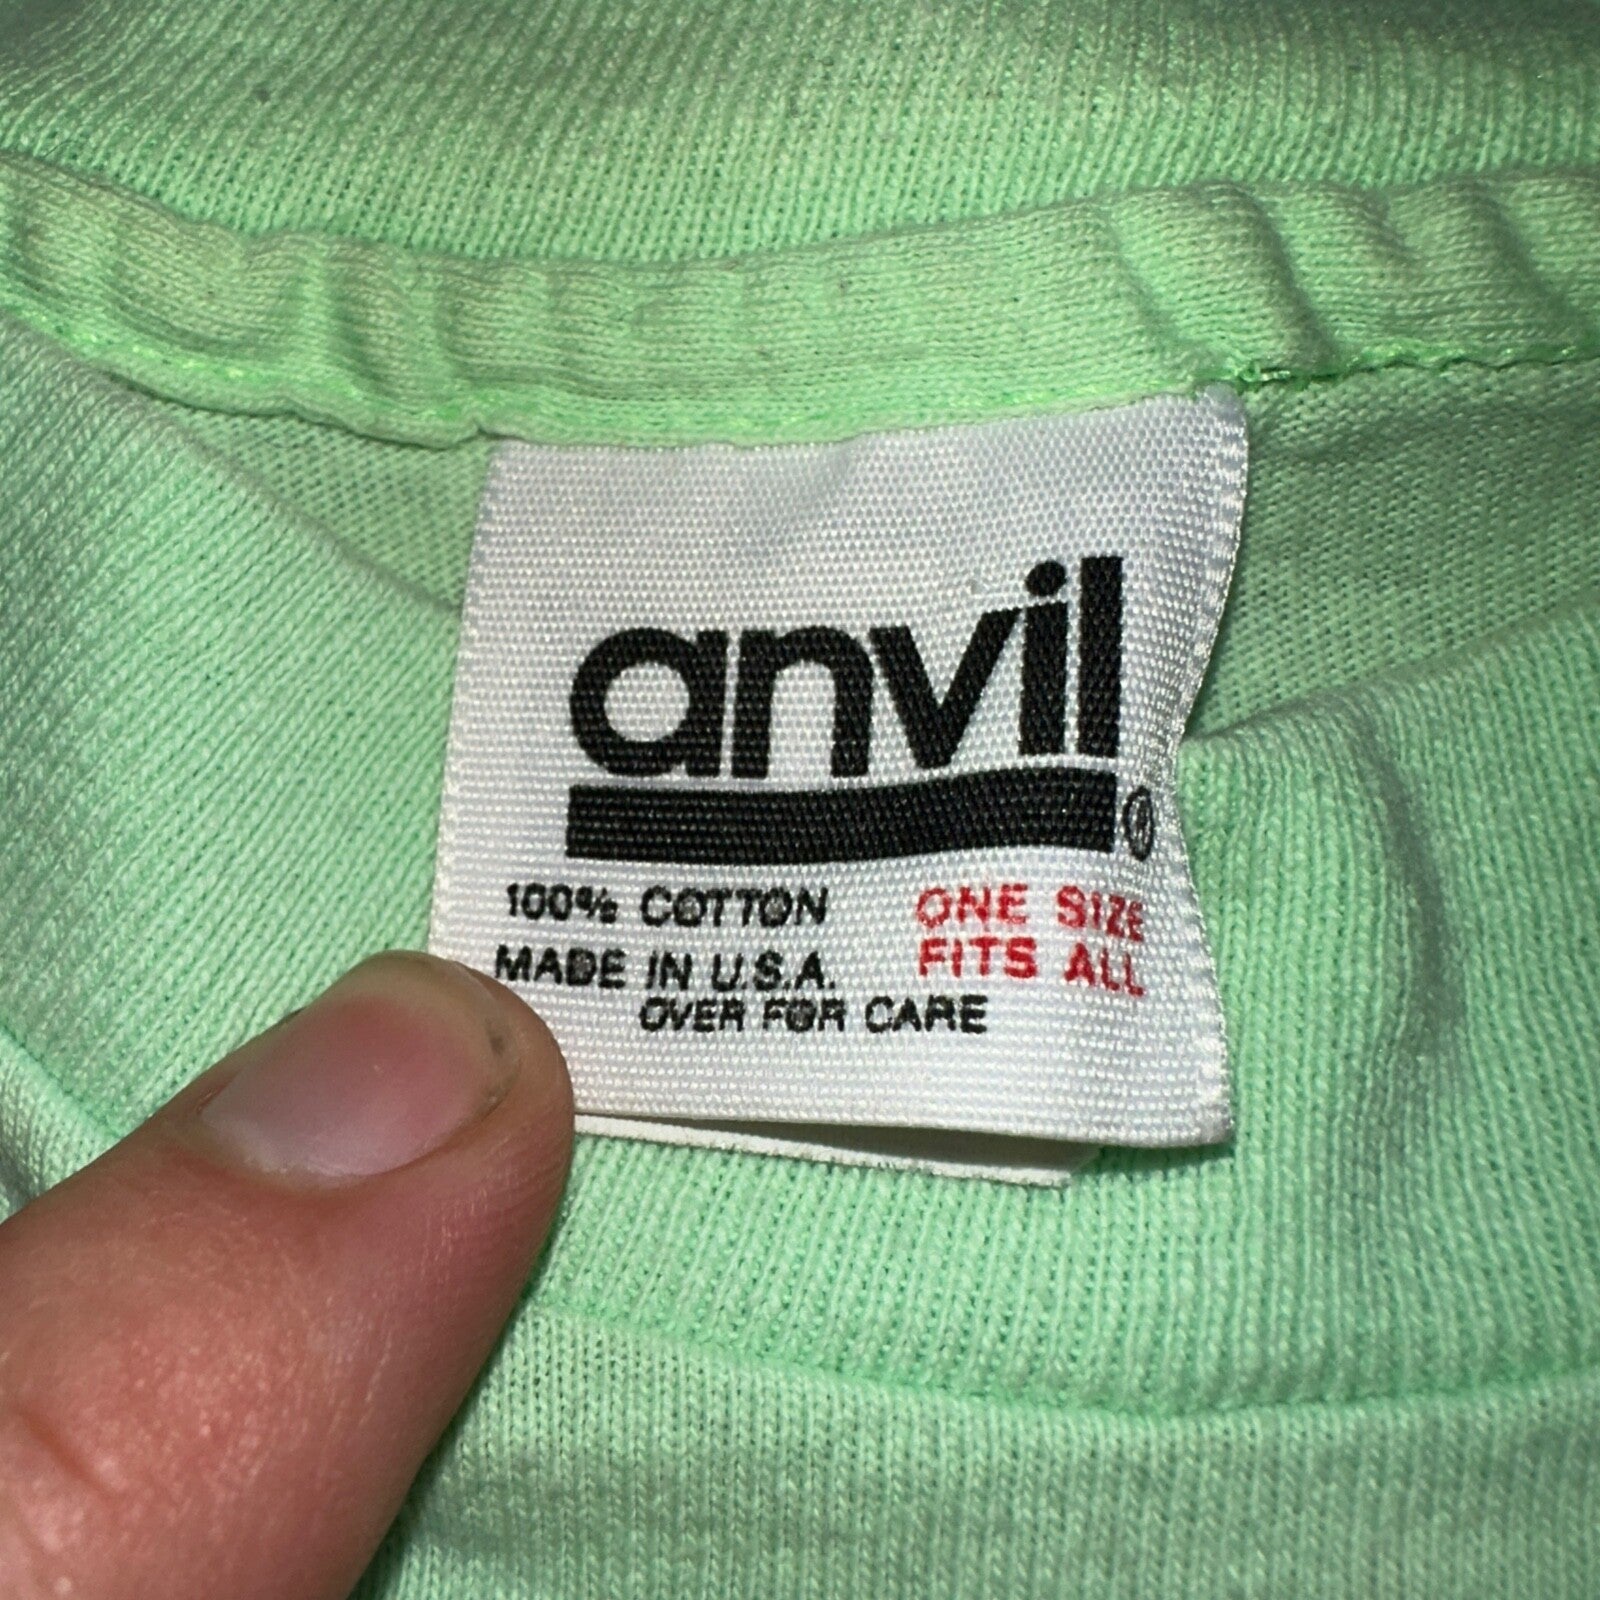 anvil®
100% COTTON
MADE IN U.S.A.
ONE SIZE
FITS ALL
OVER FOR CARE